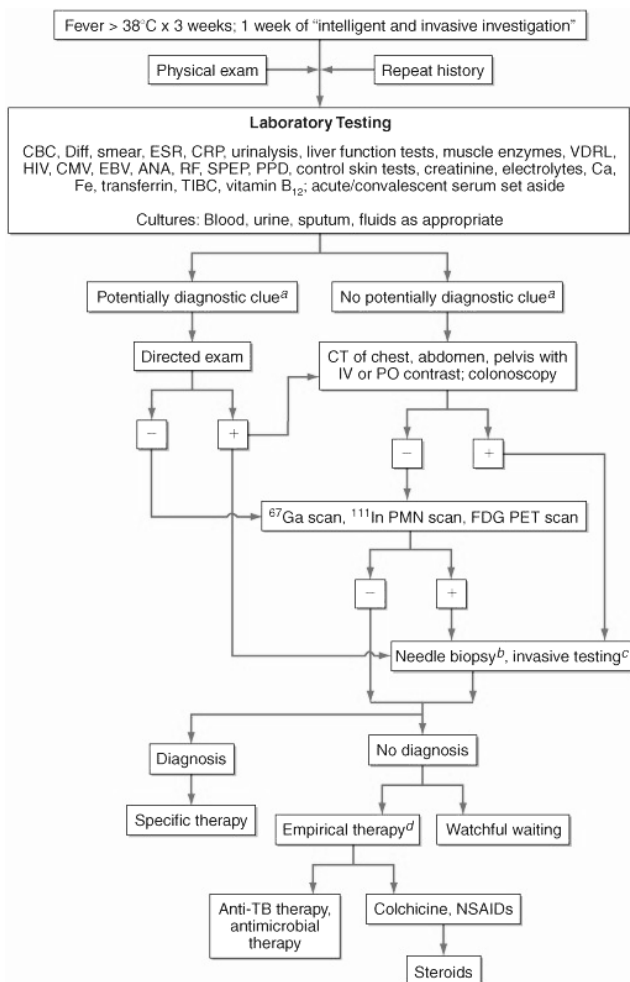 Fever > 38°C x 3 weeks; 1 week of “intelligent and invasive investigation”
Physical exam
Repeat history
Laboratory Testing
CBC, Diff, smear, ESR, CRP, urinalysis, liver function tests, muscle enzymes, VDRL,
HIV, CMV, EBV, ANA, RF, SPEP, PPD, control skin tests, creatinine, electrolytes, Ca,
Fe, transferrin, TIBC, vitamin B₁₂; acute/convalescent serum set aside
Cultures: Blood, urine, sputum, fluids as appropriate
Potentially diagnostic clueᵃ
No potentially diagnostic clueᵃ
Directed exam
CT of chest, abdomen, pelvis with
IV or PO contrast; colonoscopy
–
+
–
+
⁶⁷Ga scan, ¹¹¹In PMN scan, FDG PET scan
–
+
Needle biopsyᵇ, invasive testingᶜ
Diagnosis
No diagnosis
Specific therapy
Empirical therapyᵈ
Watchful waiting
Anti-TB therapy,
antimicrobial
therapy
Colchicine, NSAIDs
Steroids